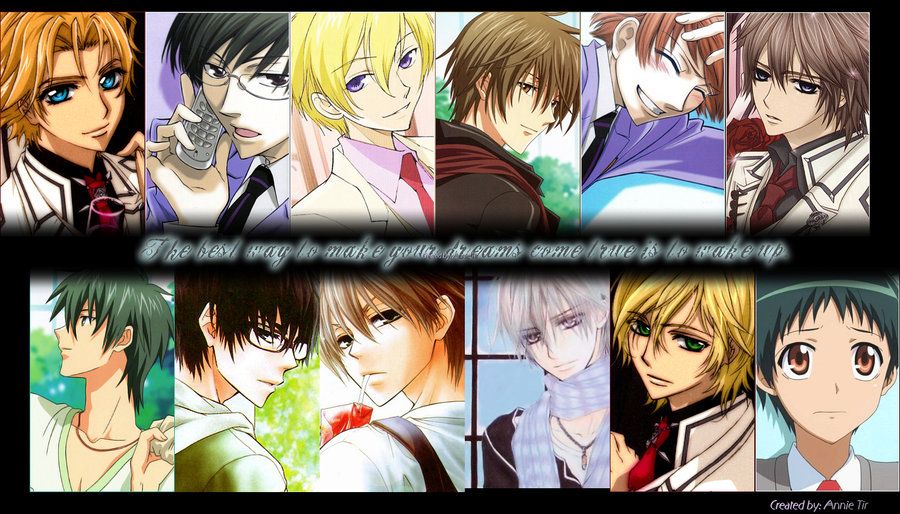 The best way to make your dreams come true is to wake up
Created by: Annie Tir